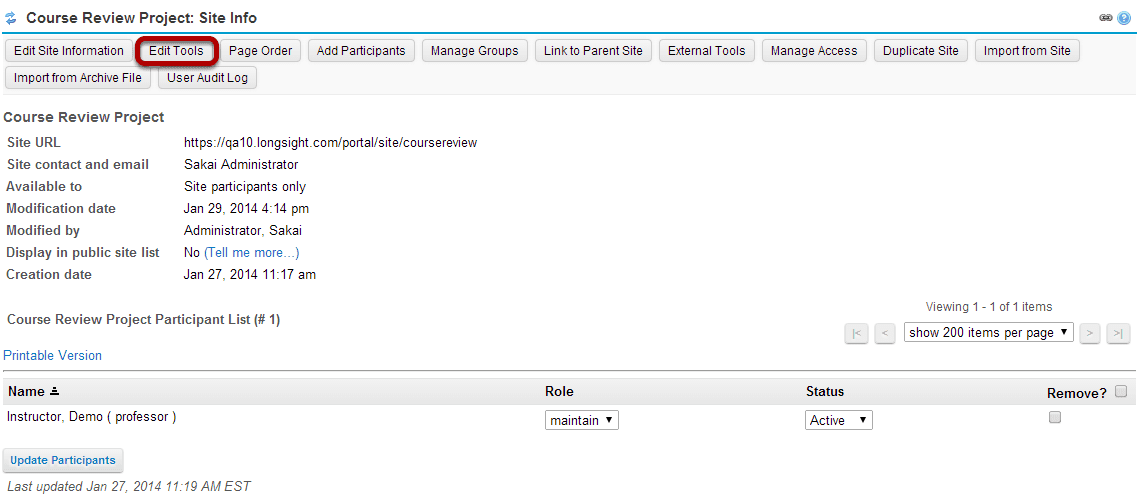 Course Review Project: Site Info
Edit Site Information Edit Tools Page Order Add Participants Manage Groups Link to Parent Site External Tools Manage Access Duplicate Site Import from Site
Import from Archive File User Audit Log
Course Review Project
Site URL https://qa10.longsight.com/portal/site/coursereview
Site contact and email Sakai Administrator
Available to Site participants only
Modification date Jan 29, 2014 4:14 pm
Modified by Administrator, Sakai
Display in public site list No (Tell me more...)
Creation date Jan 27, 2014 11:17 am
Viewing 1 - 1 of 1 items
Course Review Project Participant List (# 1)
|< < show 200 items per page > >|
Printable Version
Name Role Status Remove?
Instructor, Demo ( professor ) maintain Active
Update Participants
Last updated Jan 27, 2014 11:19 AM EST